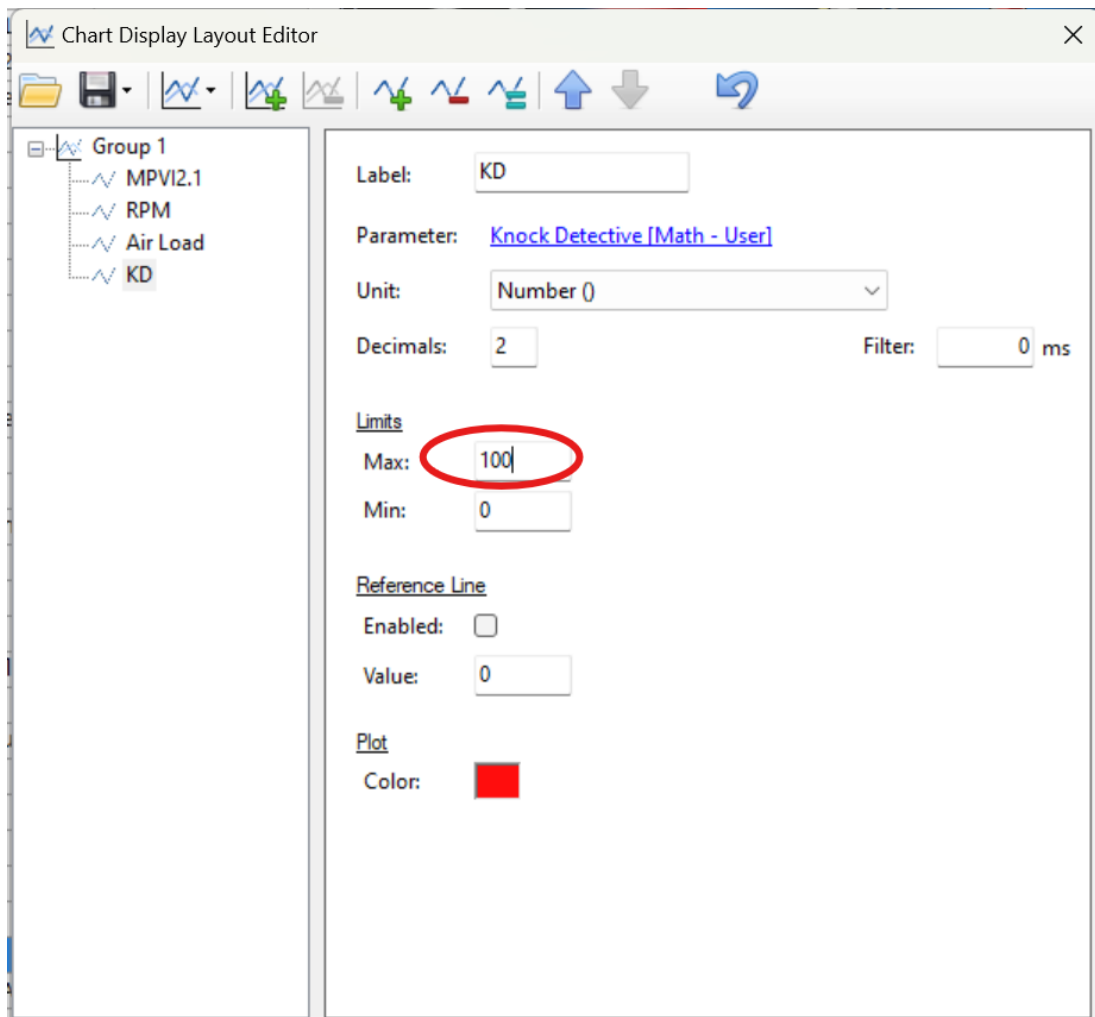 Chart Display Layout Editor
Group 1
MPVI2.1
RPM
Air Load
KD
Label: KD
Parameter: Knock Detective [Math - User]
Unit: Number ()
Decimals: 2 Filter: 0 ms
Limits
Max: 100
Min: 0
Reference Line
Enabled:
Value: 0
Plot
Color: